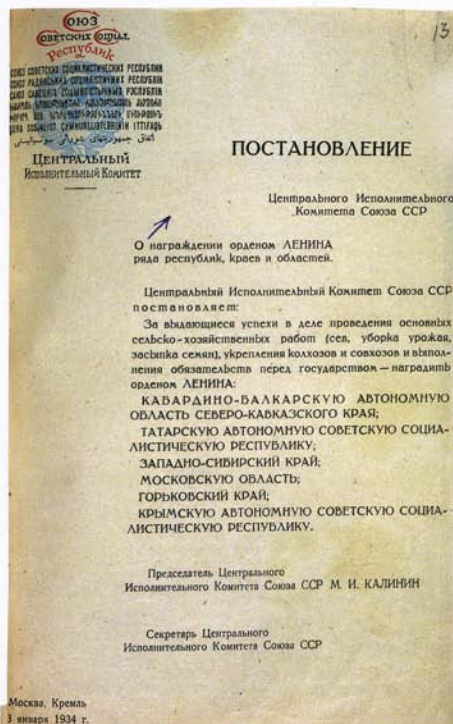 СОЮЗ
СОВЕТСКИХ СОЦИАЛ.
Республик
13
СОЮЗ СОВЕТСКИХ СОЦИАЛИСТИЧЕСКИХ РЕСПУБЛИК
ЦЕНТРАЛЬНЫЙ
Исполнительный Комитет
ПОСТАНОВЛЕНИЕ
Центрального Исполнительного
Комитета Союза ССР
О награждении орденом ЛЕНИНА
ряда республик, краев и областей.
Центральный Исполнительный Комитет Союза ССР
постановляет:
За выдающиеся успехи в деле проведения основных
сельско-хозяйственных работ (сев, уборка урожая,
засыпка семян), укрепления колхозов и совхозов и выпол-
нения обязательств перед государством — наградить
орденом ЛЕНИНА:
КАБАРДИНО-БАЛКАРСКУЮ АВТОНОМНУЮ
ОБЛАСТЬ СЕВЕРО-КАВКАЗСКОГО КРАЯ;
ТАТАРСКУЮ АВТОНОМНУЮ СОВЕТСКУЮ СОЦИА-
ЛИСТИЧЕСКУЮ РЕСПУБЛИКУ;
ЗАПАДНО-СИБИРСКИЙ КРАЙ;
МОСКОВСКУЮ ОБЛАСТЬ;
ГОРЬКОВСКИЙ КРАЙ;
КРЫМСКУЮ АВТОНОМНУЮ СОВЕТСКУЮ СОЦИА-
ЛИСТИЧЕСКУЮ РЕСПУБЛИКУ.
Председатель Центрального
Исполнительного Комитета Союза ССР М. И. КАЛИНИН
Секретарь Центрального
Исполнительного Комитета Союза ССР
Москва, Кремль
3 января 1934 г.